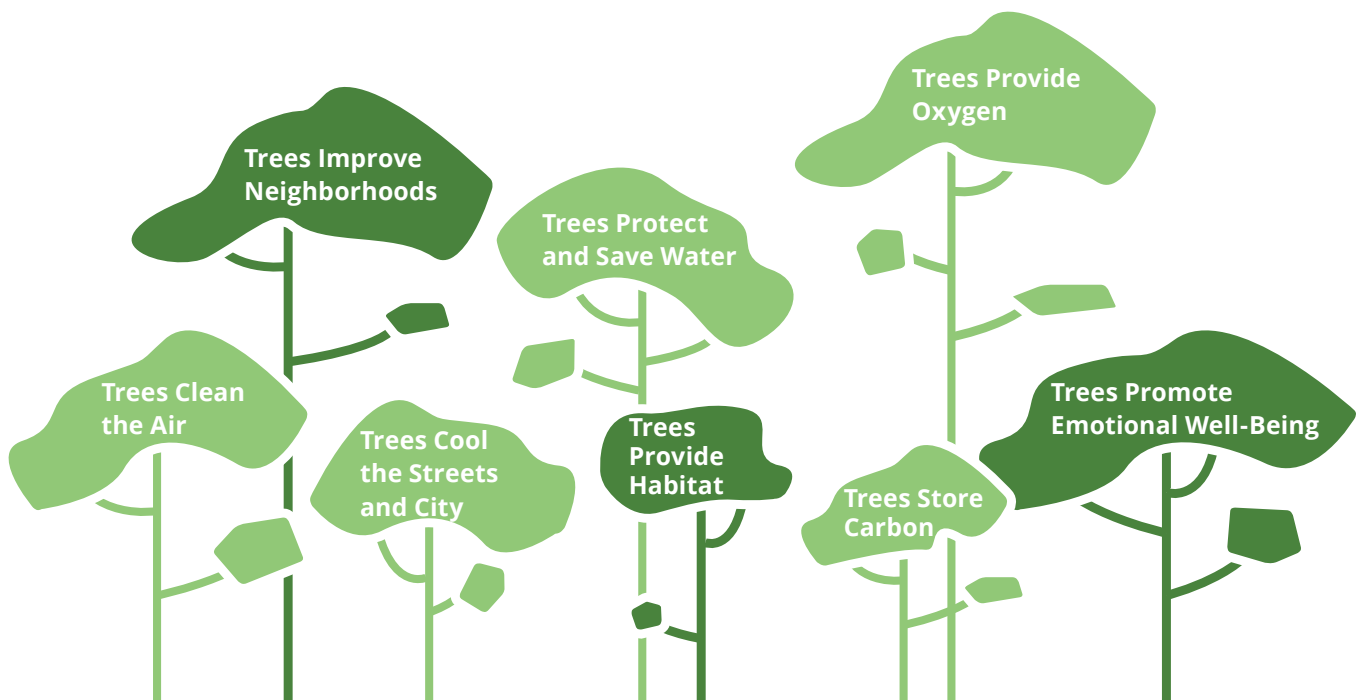 Trees Improve
Neighborhoods
Trees Provide
Oxygen
Trees Protect
and Save Water
Trees Clean
the Air
Trees Cool
the Streets
and City
Trees
Provide
Habitat
Trees Store
Carbon
Trees Promote
Emotional Well-Being